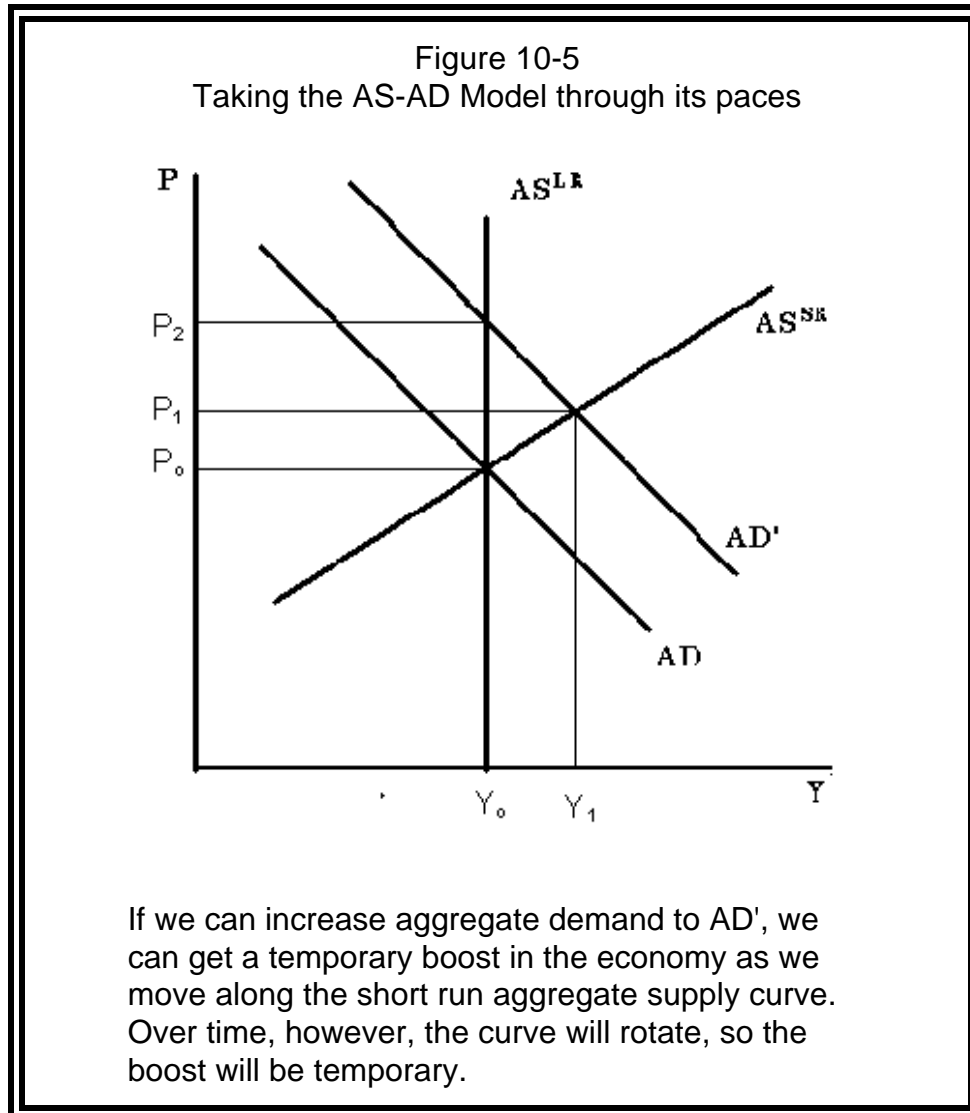 Figure 10-5
Taking the AS-AD Model through its paces
P
AS^LR
P₂
AS^SR
P₁
P₀
AD'
AD
Y
Y₀
Y₁
If we can increase aggregate demand to AD', we
can get a temporary boost in the economy as we
move along the short run aggregate supply curve.
Over time, however, the curve will rotate, so the
boost will be temporary.